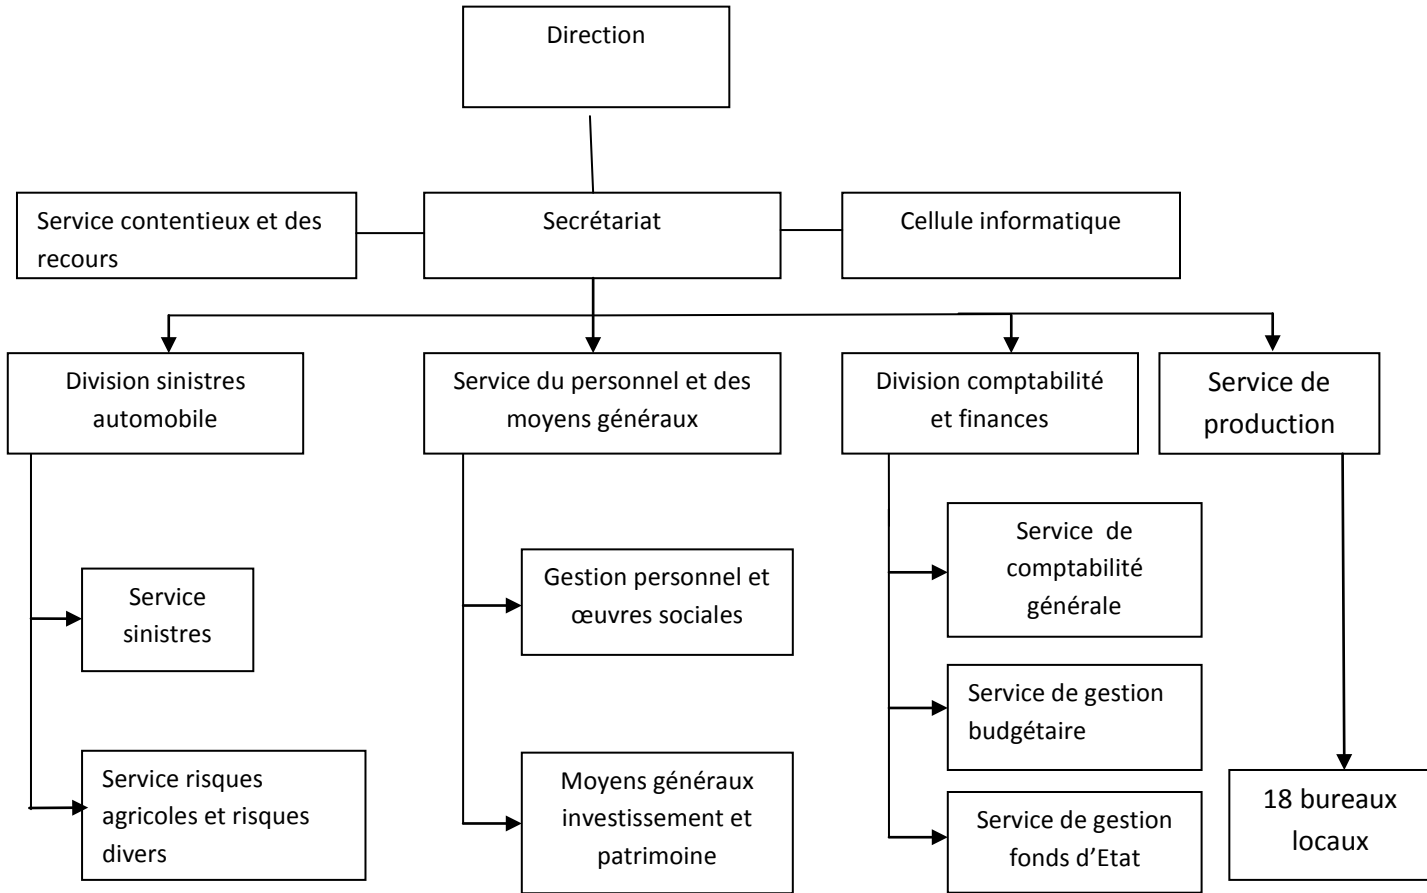 Direction
Service contentieux et des
recours
Secrétariat
Cellule informatique
Division sinistres
automobile
Service du personnel et des
moyens généraux
Division comptabilité
et finances
Service de
production
Service
sinistres
Service risques
agricoles et risques
divers
Gestion personnel et
œuvres sociales
Moyens généraux
investissement et
patrimoine
Service de
comptabilité
générale
Service de gestion
budgétaire
Service de gestion
fonds d’Etat
18 bureaux
locaux